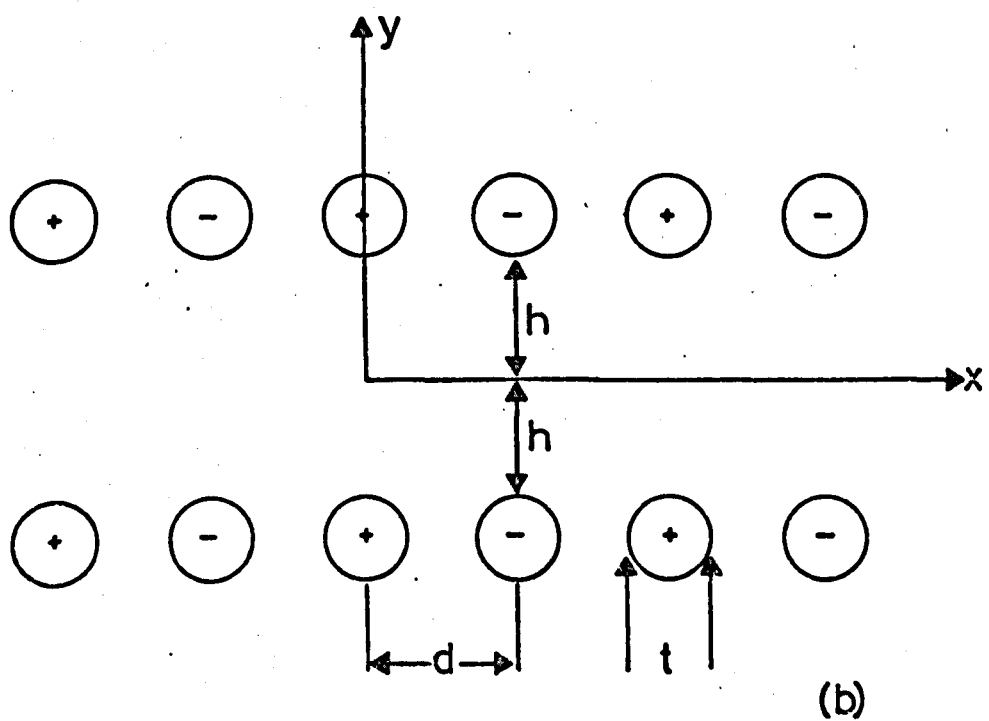 y
+ - + - + -
h
x
h
+ - + - + -
d t
(b)